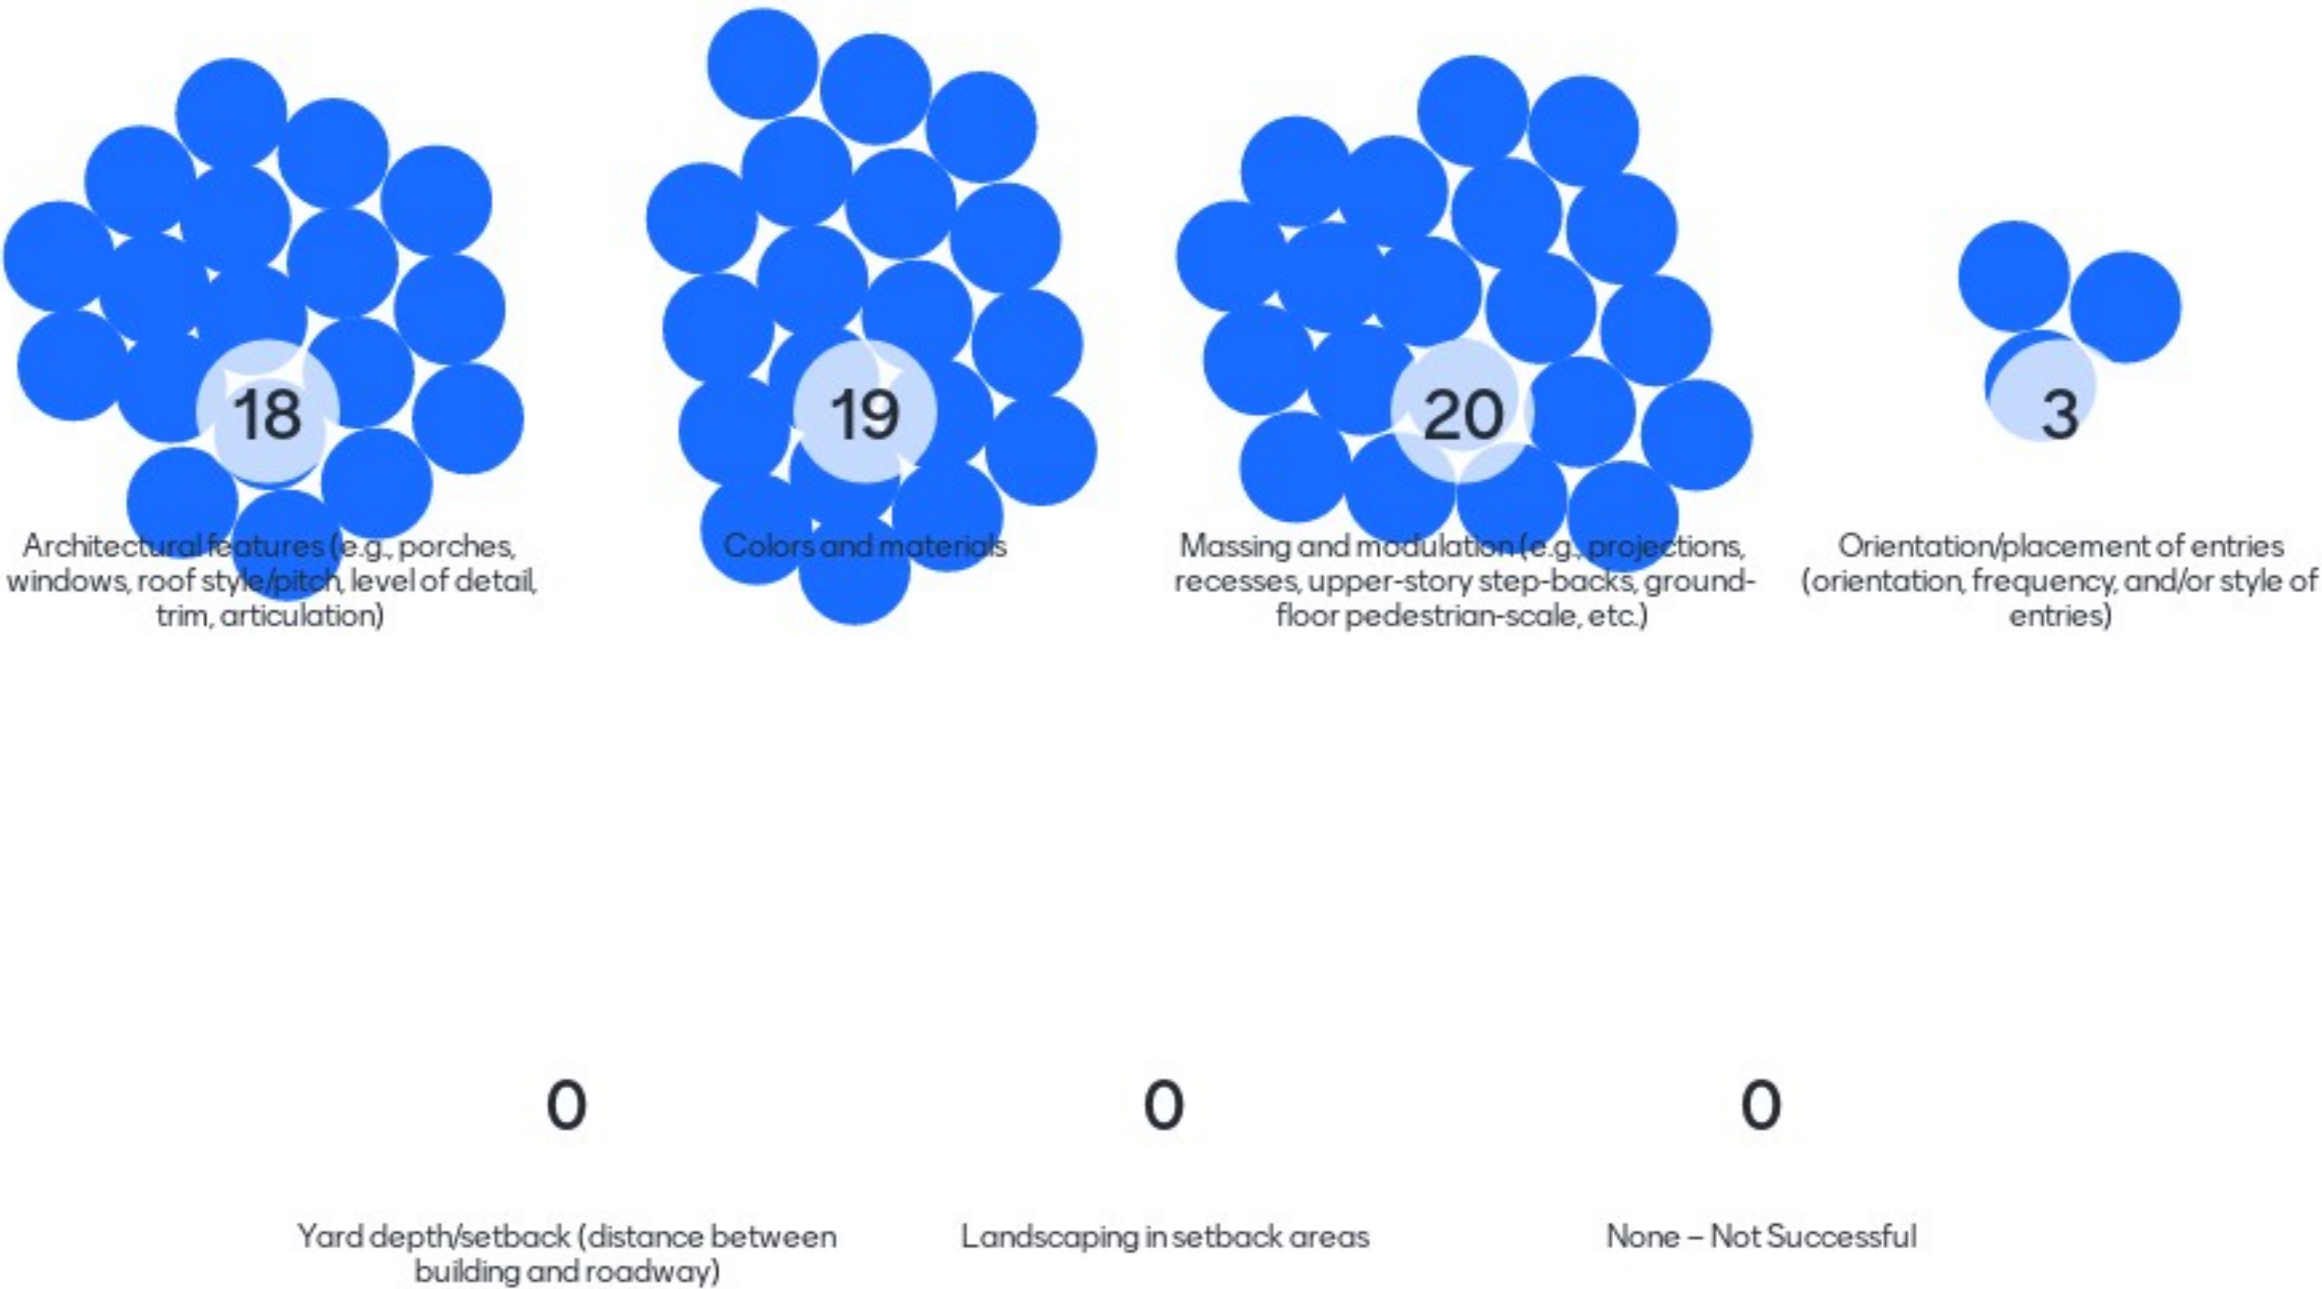 18
19
20
3
Architectural features (e.g., porches,
windows, roof style/pitch, level of detail,
trim, articulation)
Colors and materials
Massing and modulation (e.g., projections,
recesses, upper-story step-backs, ground-
floor pedestrian-scale, etc.)
Orientation/placement of entries
(orientation, frequency, and/or style of
entries)
0
0
0
Yard depth/setback (distance between
building and roadway)
Landscaping in setback areas
None – Not Successful